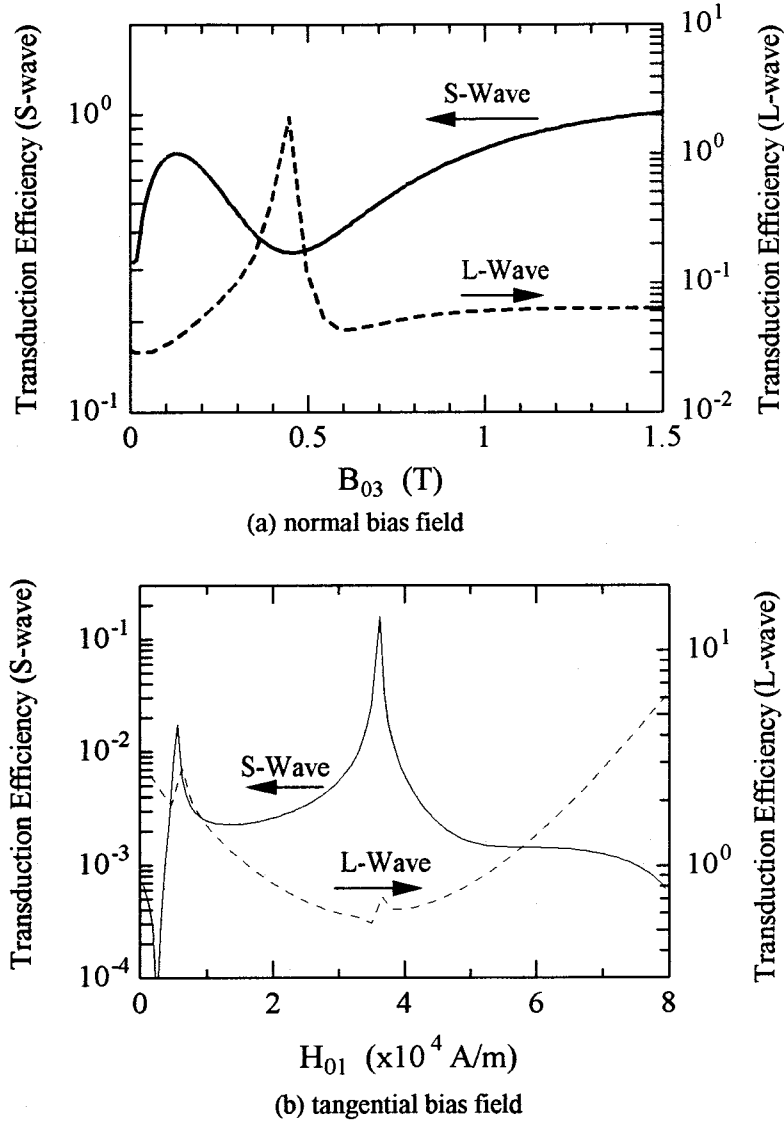 Transduction Efficiency (S-wave)
10^0
10^-1
S-Wave
L-Wave
10^1
10^0
10^-1
10^-2
Transduction Efficiency (L-wave)
0 0.5 1 1.5
B_03 (T)
(a) normal bias field
Transduction Efficiency (S-wave)
10^-1
10^-2
10^-3
10^-4
S-Wave
L-Wave
10^1
10^0
Transduction Efficiency (L-wave)
0 2 4 6 8
H_01 (x10^4 A/m)
(b) tangential bias field